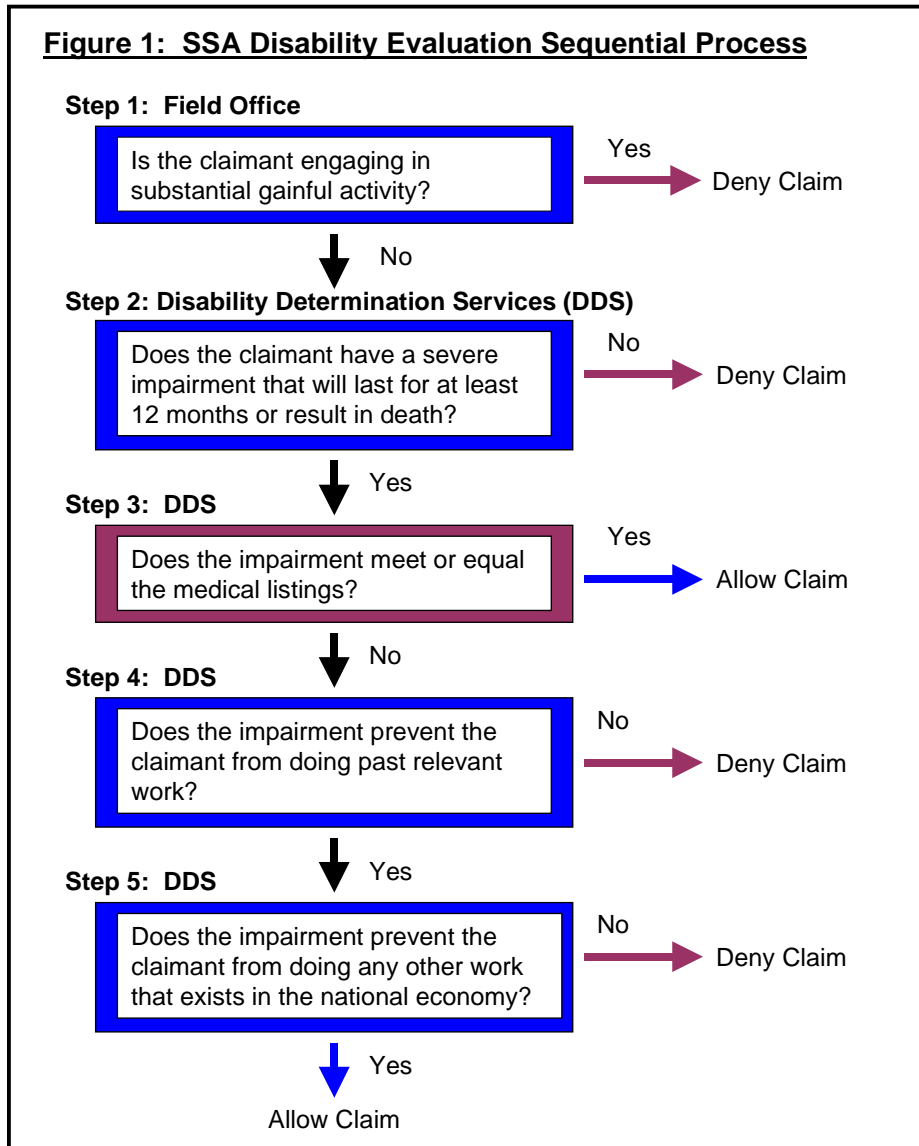 Figure 1:  SSA Disability Evaluation Sequential Process
Step 1:  Field Office
Is the claimant engaging in
substantial gainful activity?
Yes
Deny Claim
No
Step 2: Disability Determination Services (DDS)
Does the claimant have a severe
impairment that will last for at least
12 months or result in death?
No
Deny Claim
Yes
Step 3:  DDS
Does the impairment meet or equal
the medical listings?
Yes
Allow Claim
No
Step 4:  DDS
Does the impairment prevent the
claimant from doing past relevant
work?
No
Deny Claim
Yes
Step 5:  DDS
Does the impairment prevent the
claimant from doing any other work
that exists in the national economy?
No
Deny Claim
Yes
Allow Claim